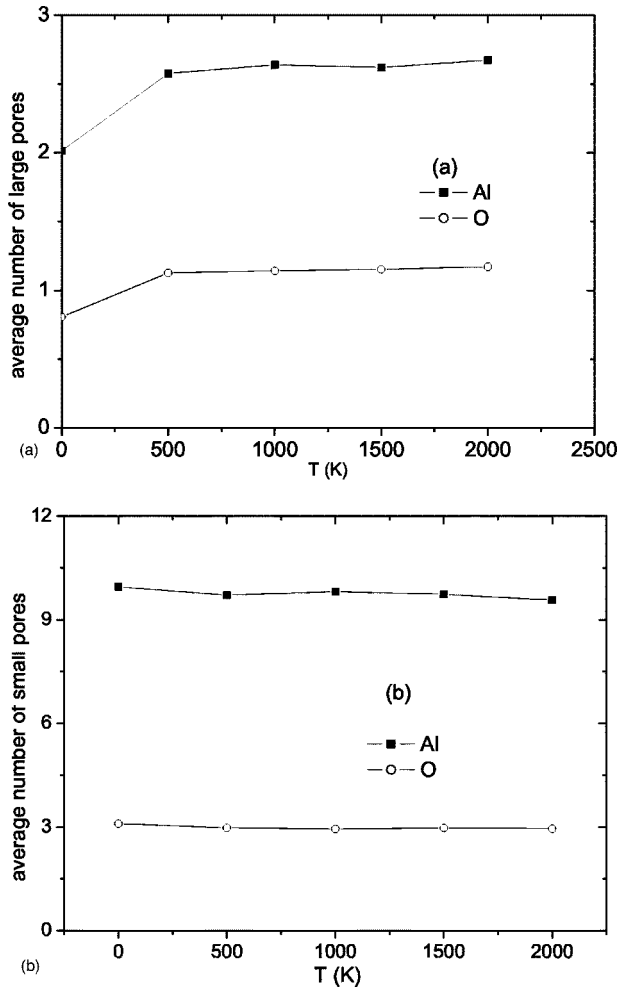 3
2
1
0
average number of large pores
(a)
Al
O
0 500 1000 1500 2000 2500
(a)
T (K)
12
9
6
3
0
average number of small pores
(b)
Al
O
0 500 1000 1500 2000
(b)
T (K)